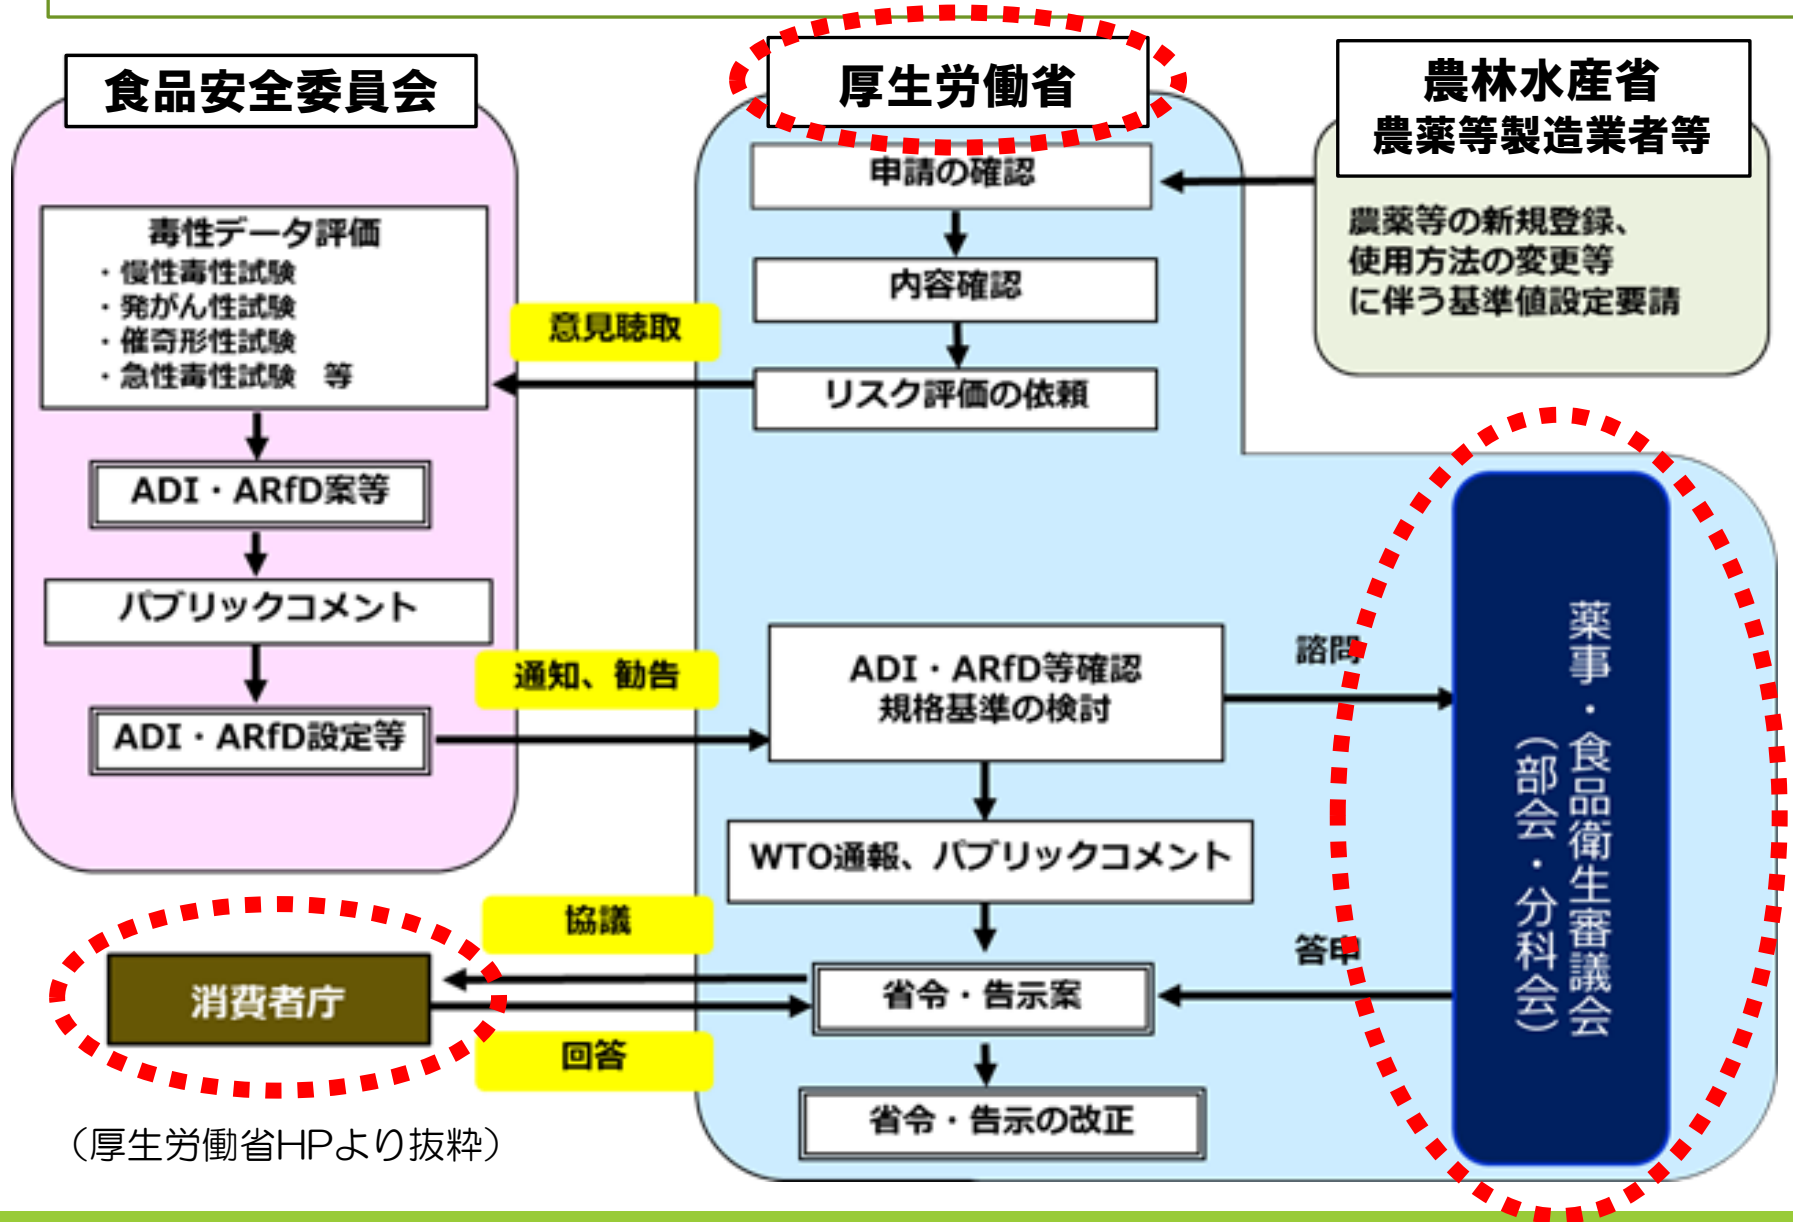 食品安全委員会
厚生労働省
農林水産省
農薬等製造業者等
毒性データ評価
・慢性毒性試験
・発がん性試験
・催奇形性試験
・急性毒性試験　等
ADI・ARfD案等
パブリックコメント
ADI・ARfD設定等
意見聴取
通知、勧告
申請の確認
内容確認
リスク評価の依頼
農薬等の新規登録、
使用方法の変更等
に伴う基準値設定要請
ADI・ARfD等確認
規格基準の検討
諮問
WTO通報、パブリックコメント
答申
薬事・食品衛生審議会
（部会・分科会）
協議
消費者庁
回答
省令・告示案
省令・告示の改正
（厚生労働省HPより抜粋）